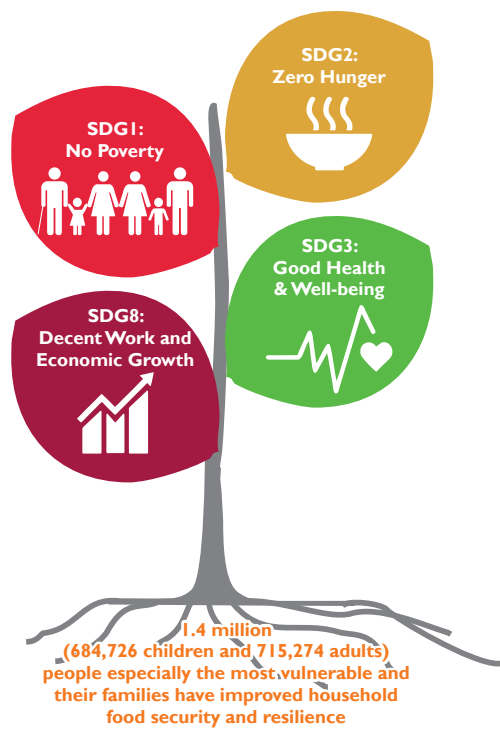 SDG2:
Zero Hunger
SDG1:
No Poverty
SDG3:
Good Health
& Well-being
SDG8:
Decent Work and
Economic Growth
1.4 million
(684,726 children and 715,274 adults)
people especially the most vulnerable and
their families have improved household
food security and resilience